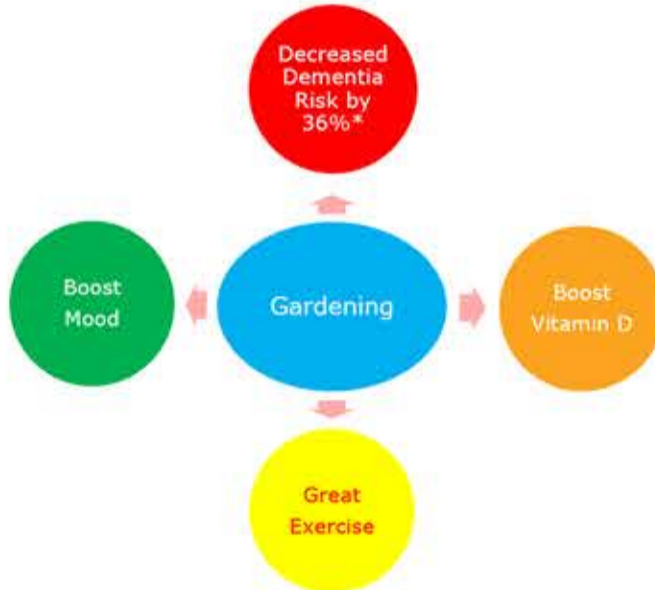 Decreased
Dementia
Risk by
36%*
Boost
Mood
Gardening
Boost
Vitamin D
Great
Exercise